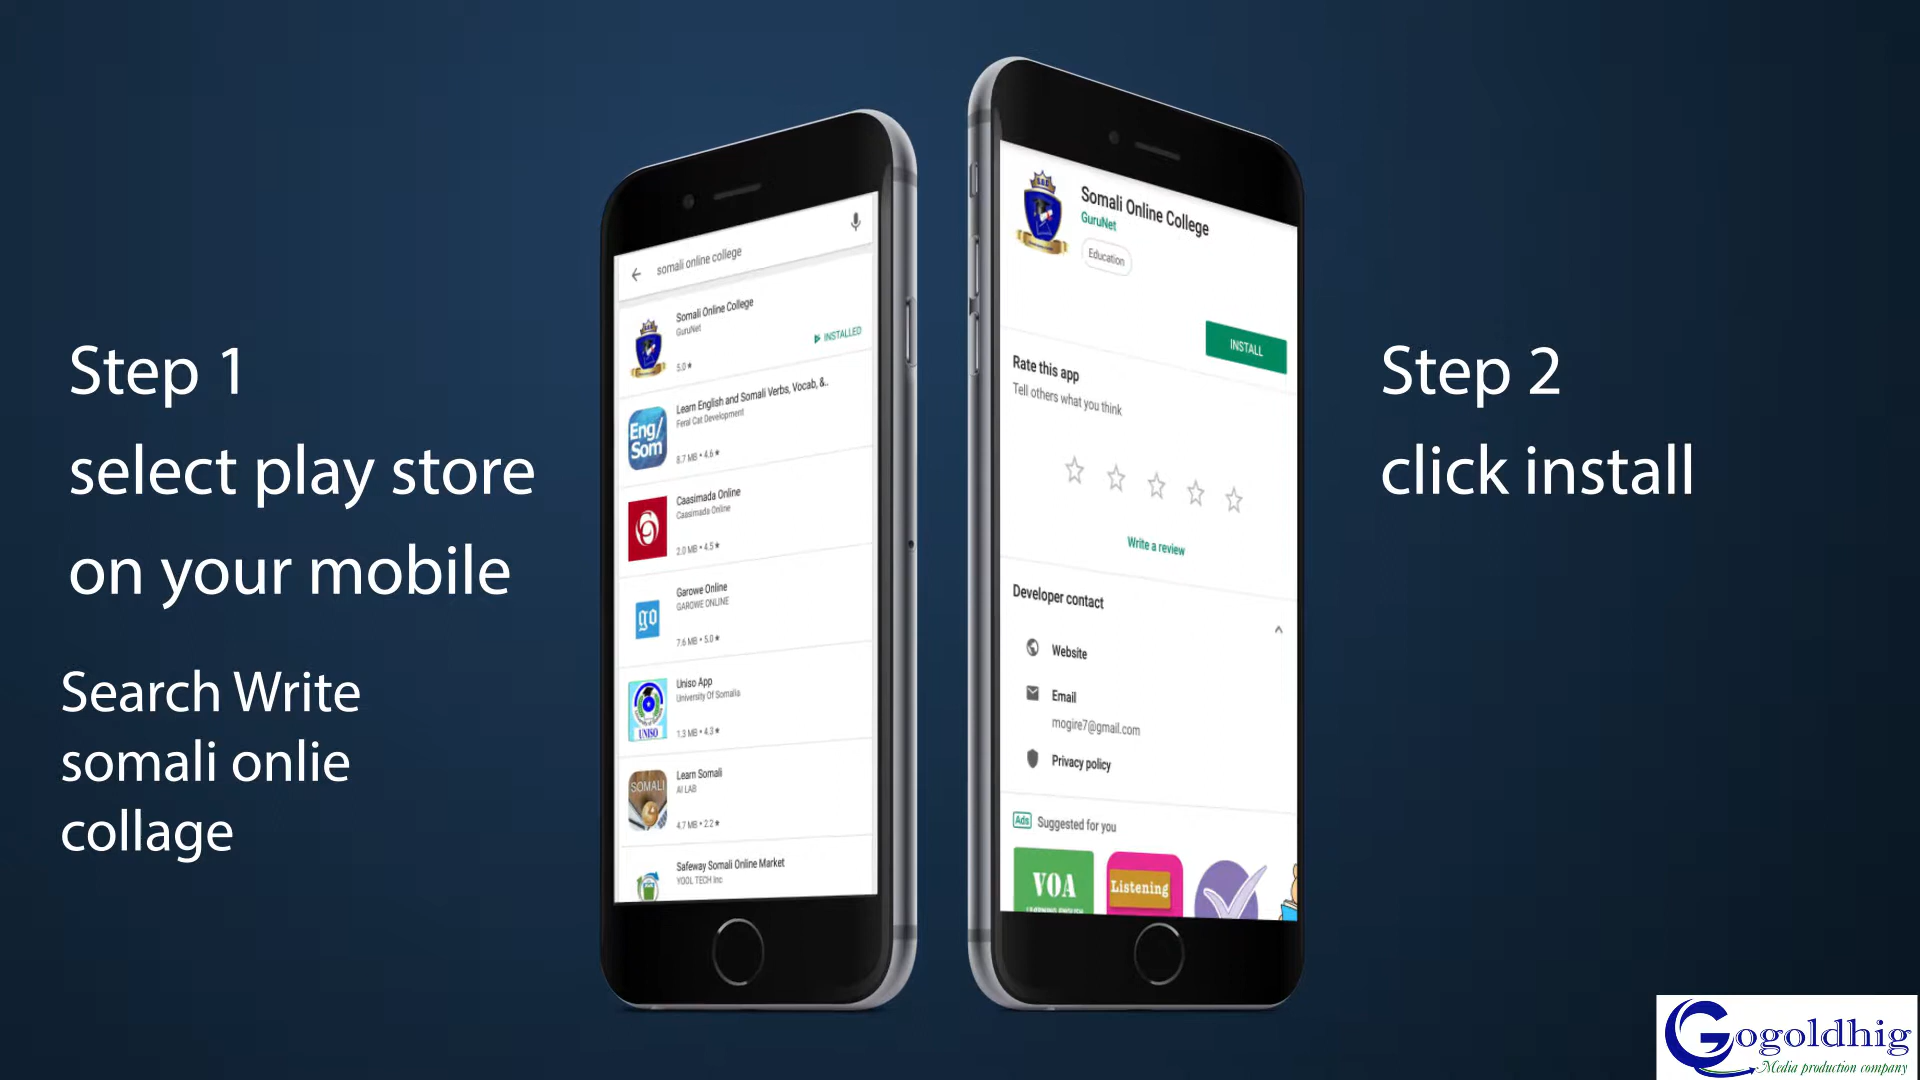 Step 1
select play store
on your mobile
Search Write
somali onlie
collage
somali online college
Somali Online College
GuruNet
INSTALLED
5.0 ★
Eng/
Som
Learn English and Somali Verbs, Vocab, &..
Feral Cat Development
8.7 MB • 4.6 ★
Caasimada Online
Caasimada Online
2.0 MB • 4.5 ★
go
Garowe Online
GAROWE ONLINE
7.6 MB • 5.0 ★
UNISO
Uniso App
University Of Somalia
1.3 MB • 4.3 ★
SOMALI
Learn Somali
AI LAB
4.7 MB • 2.2 ★
Safeway Somali Online Market
YOOL TECH Inc
Somali Online College
GuruNet
Education
INSTALL
Rate this app
Tell others what you think
Write a review
Developer contact
Website
Email
mogire7@gmail.com
Privacy policy
Ads Suggested for you
VOA
LEARNING ENGLISH
Listening
Step 2
click install
Gogoldhig
Media production company